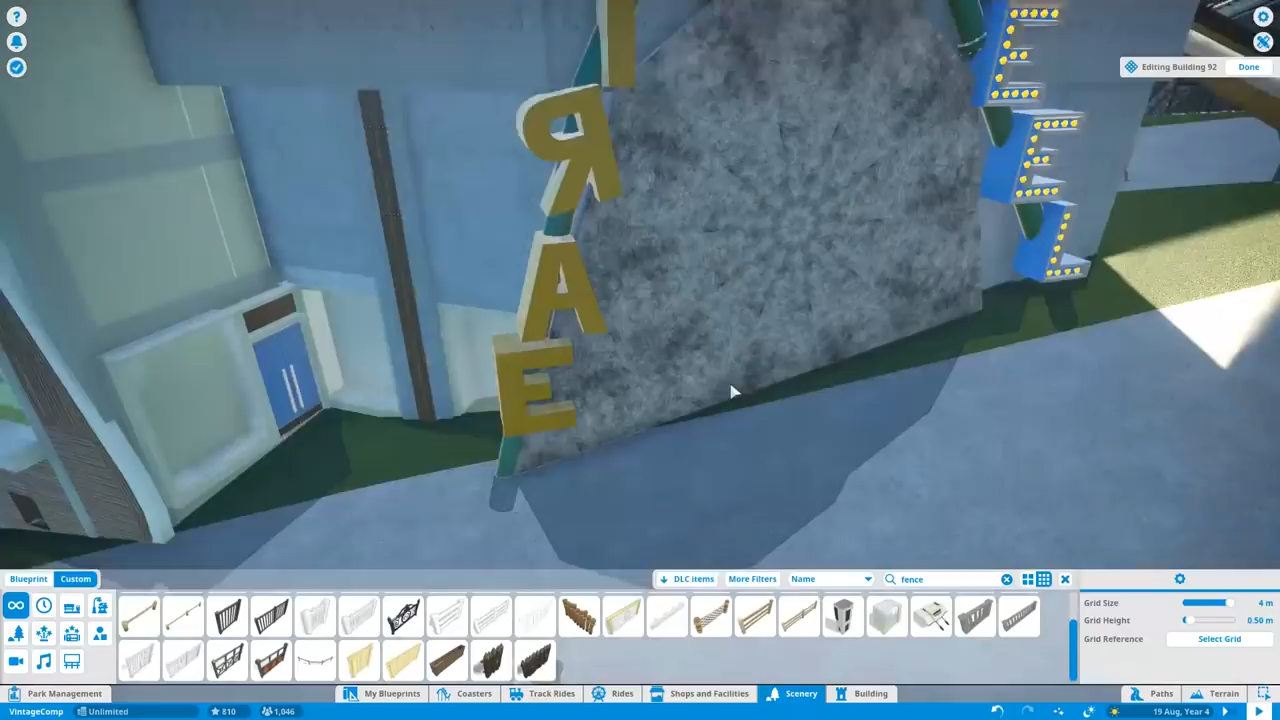 Editing Building 92 Done
R
A
E
Blueprint Custom DLC items More Filters Name fence
Grid Size 4 m
Grid Height 0.50 m
Grid Reference Select Grid
Park Management My Blueprints Coasters Track Rides Rides Shops and Facilities Scenery Building Paths Terrain
VintageComp Unlimited 810 1,046 19 Aug, Year 4